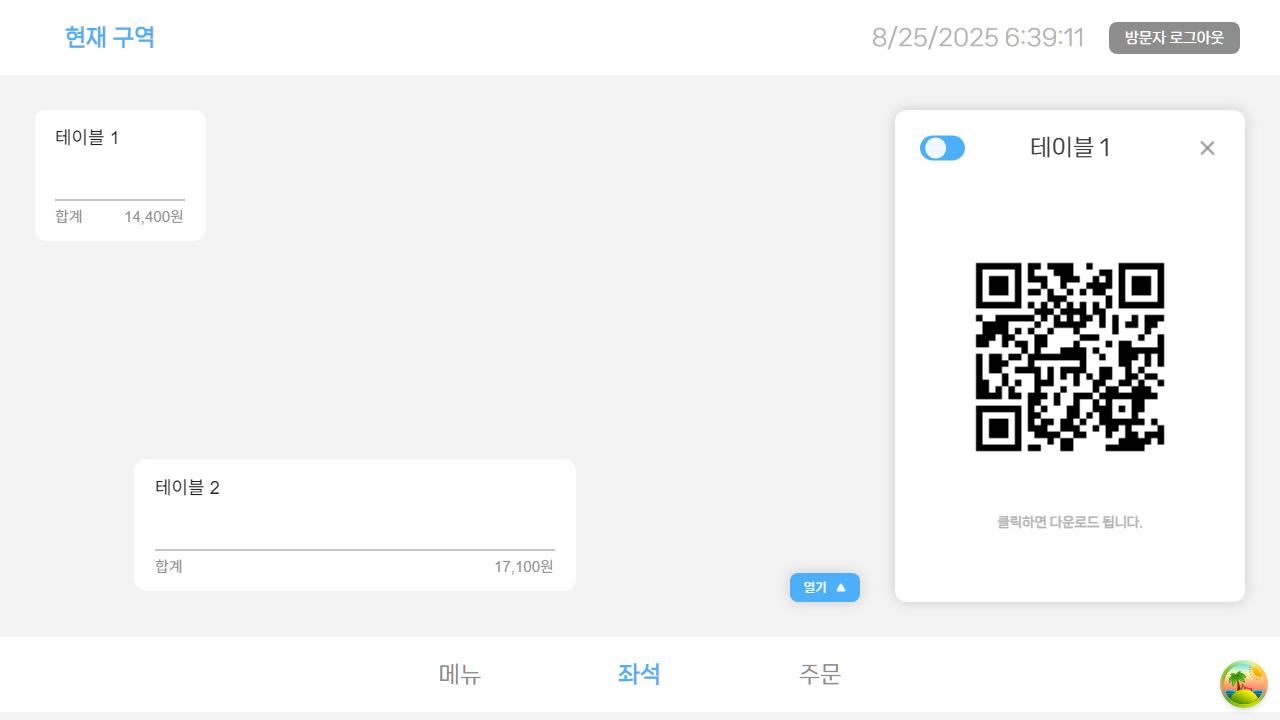 현재 구역
8/25/2025 6:39:11
방문자 로그아웃
테이블 1
합계 14,400원
테이블 1
클릭하면 다운로드 됩니다.
테이블 2
합계 17,100원
열기
메뉴 좌석 주문